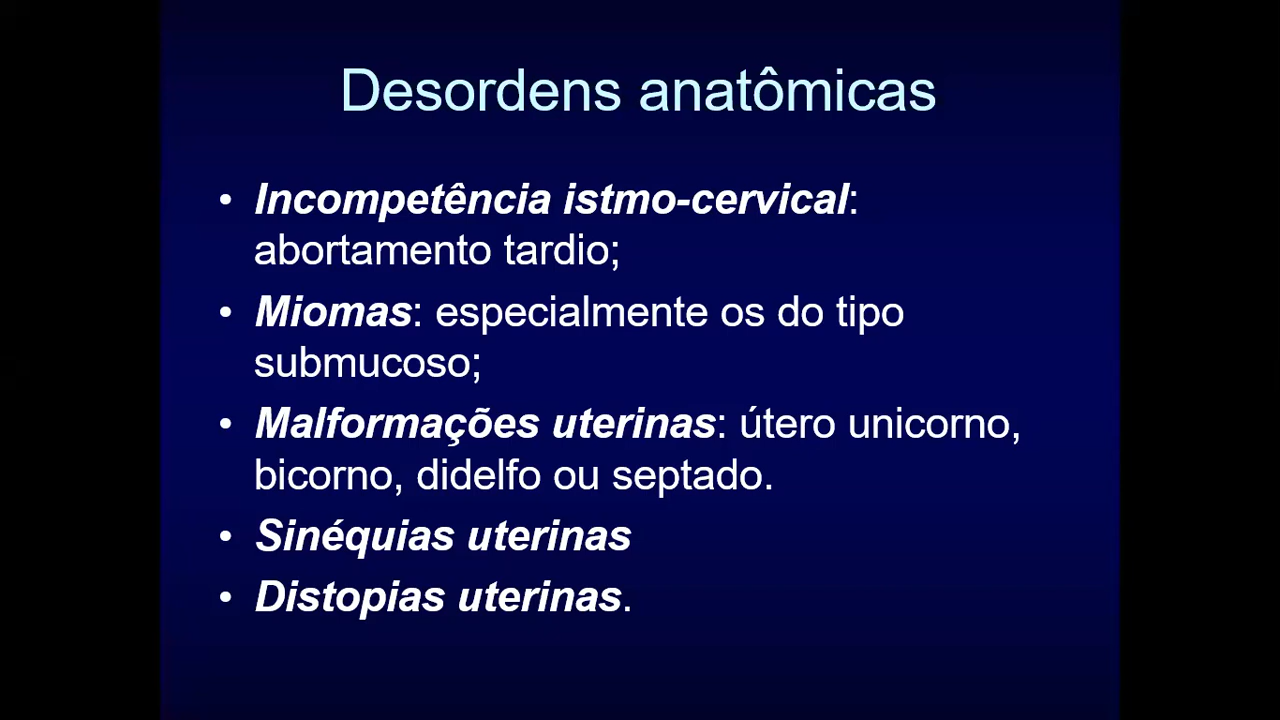 Desordens anatômicas
• Incompetência istmo-cervical:
abortamento tardio;
• Miomas: especialmente os do tipo
submucoso;
• Malformações uterinas: útero unicorno,
bicorno, didelfo ou septado.
• Sinéquias uterinas
• Distopias uterinas.